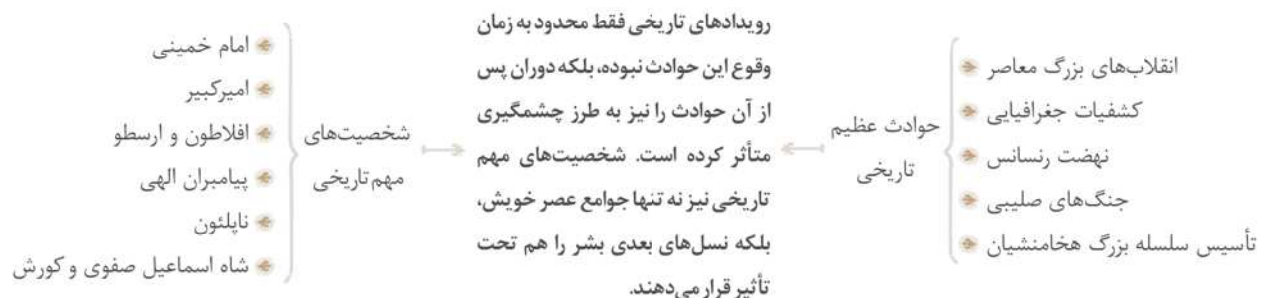 انقلاب‌های بزرگ معاصر
کشفیات جغرافیایی
نهضت رنسانس
جنگ‌های صلیبی
تأسیس سلسله بزرگ هخامنشیان
حوادث عظیم
تاریخی
رویدادهای تاریخی فقط محدود به زمان
وقوع این حوادث نبوده، بلکه دوران پس
از آن حوادث را نیز به طرز چشمگیری
متأثر کرده است. شخصیت‌های مهم
تاریخی نیز نه تنها جوامع عصر خویش،
بلکه نسل‌های بعدی بشر را هم تحت
تأثیر قرار می‌دهند.
شخصیت‌های
مهم تاریخی
امام خمینی
امیرکبیر
افلاطون و ارسطو
پیامبران الهی
ناپلئون
شاه اسماعیل صفوی و کورش